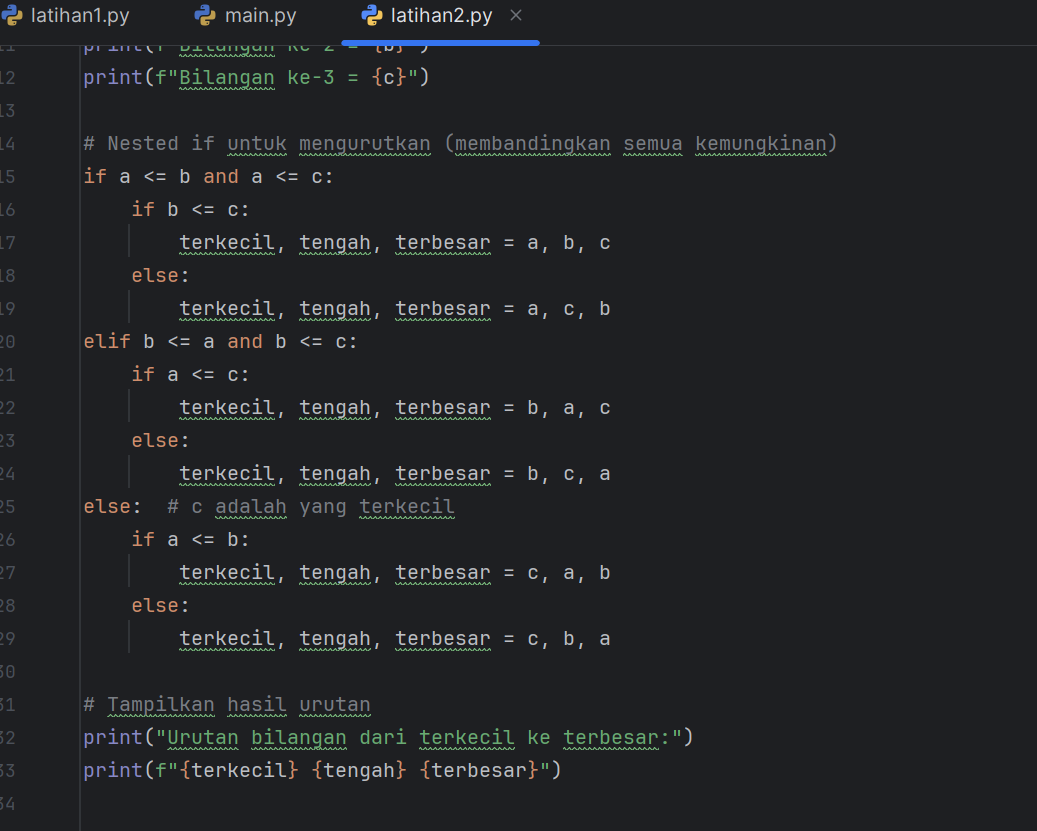 latihan1.py main.py latihan2.py ×
11 print(f"Bilangan ke-2 = {b}")
12 print(f"Bilangan ke-3 = {c}")
13
14 # Nested if untuk mengurutkan (membandingkan semua kemungkinan)
15 if a <= b and a <= c:
16     if b <= c:
17         terkecil, tengah, terbesar = a, b, c
18     else:
19         terkecil, tengah, terbesar = a, c, b
20 elif b <= a and b <= c:
21     if a <= c:
22         terkecil, tengah, terbesar = b, a, c
23     else:
24         terkecil, tengah, terbesar = b, c, a
25 else:  # c adalah yang terkecil
26     if a <= b:
27         terkecil, tengah, terbesar = c, a, b
28     else:
29         terkecil, tengah, terbesar = c, b, a
30
31 # Tampilkan hasil urutan
32 print("Urutan bilangan dari terkecil ke terbesar:")
33 print(f"{terkecil} {tengah} {terbesar}")
34